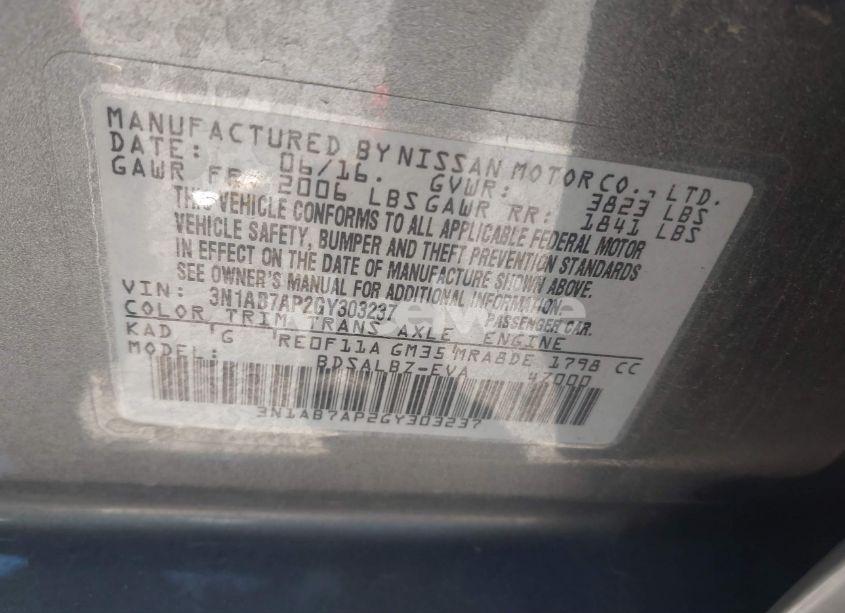 MANUFACTURED BY NISSAN MOTOR CO., LTD.
DATE: 06/16. GVWR: 3823 LBS
GAWR FR: 2006 LBS GAWR RR: 1841 LBS
THIS VEHICLE CONFORMS TO ALL APPLICABLE FEDERAL MOTOR
VEHICLE SAFETY, BUMPER AND THEFT PREVENTION STANDARDS
IN EFFECT ON THE DATE OF MANUFACTURE SHOWN ABOVE.
SEE OWNER'S MANUAL FOR ADDITIONAL INFORMATION.
VIN: 3N1AB7AP2GY303237 PASSENGER CAR.
COLOR TRIM TRANS AXLE ENGINE
KAD G RE0F11A GM35 MRA8DE 1798 CC
MODEL: BDSALBZ-EVA 47000
3N1AB7AP2GY303237